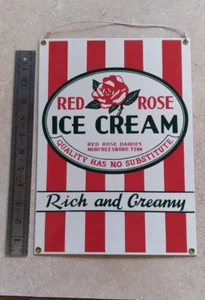 RED ROSE
ICE CREAM
RED ROSE DAIRIES
MURFREESBORO TENN
QUALITY HAS NO SUBSTITUTE
Rich and Creamy